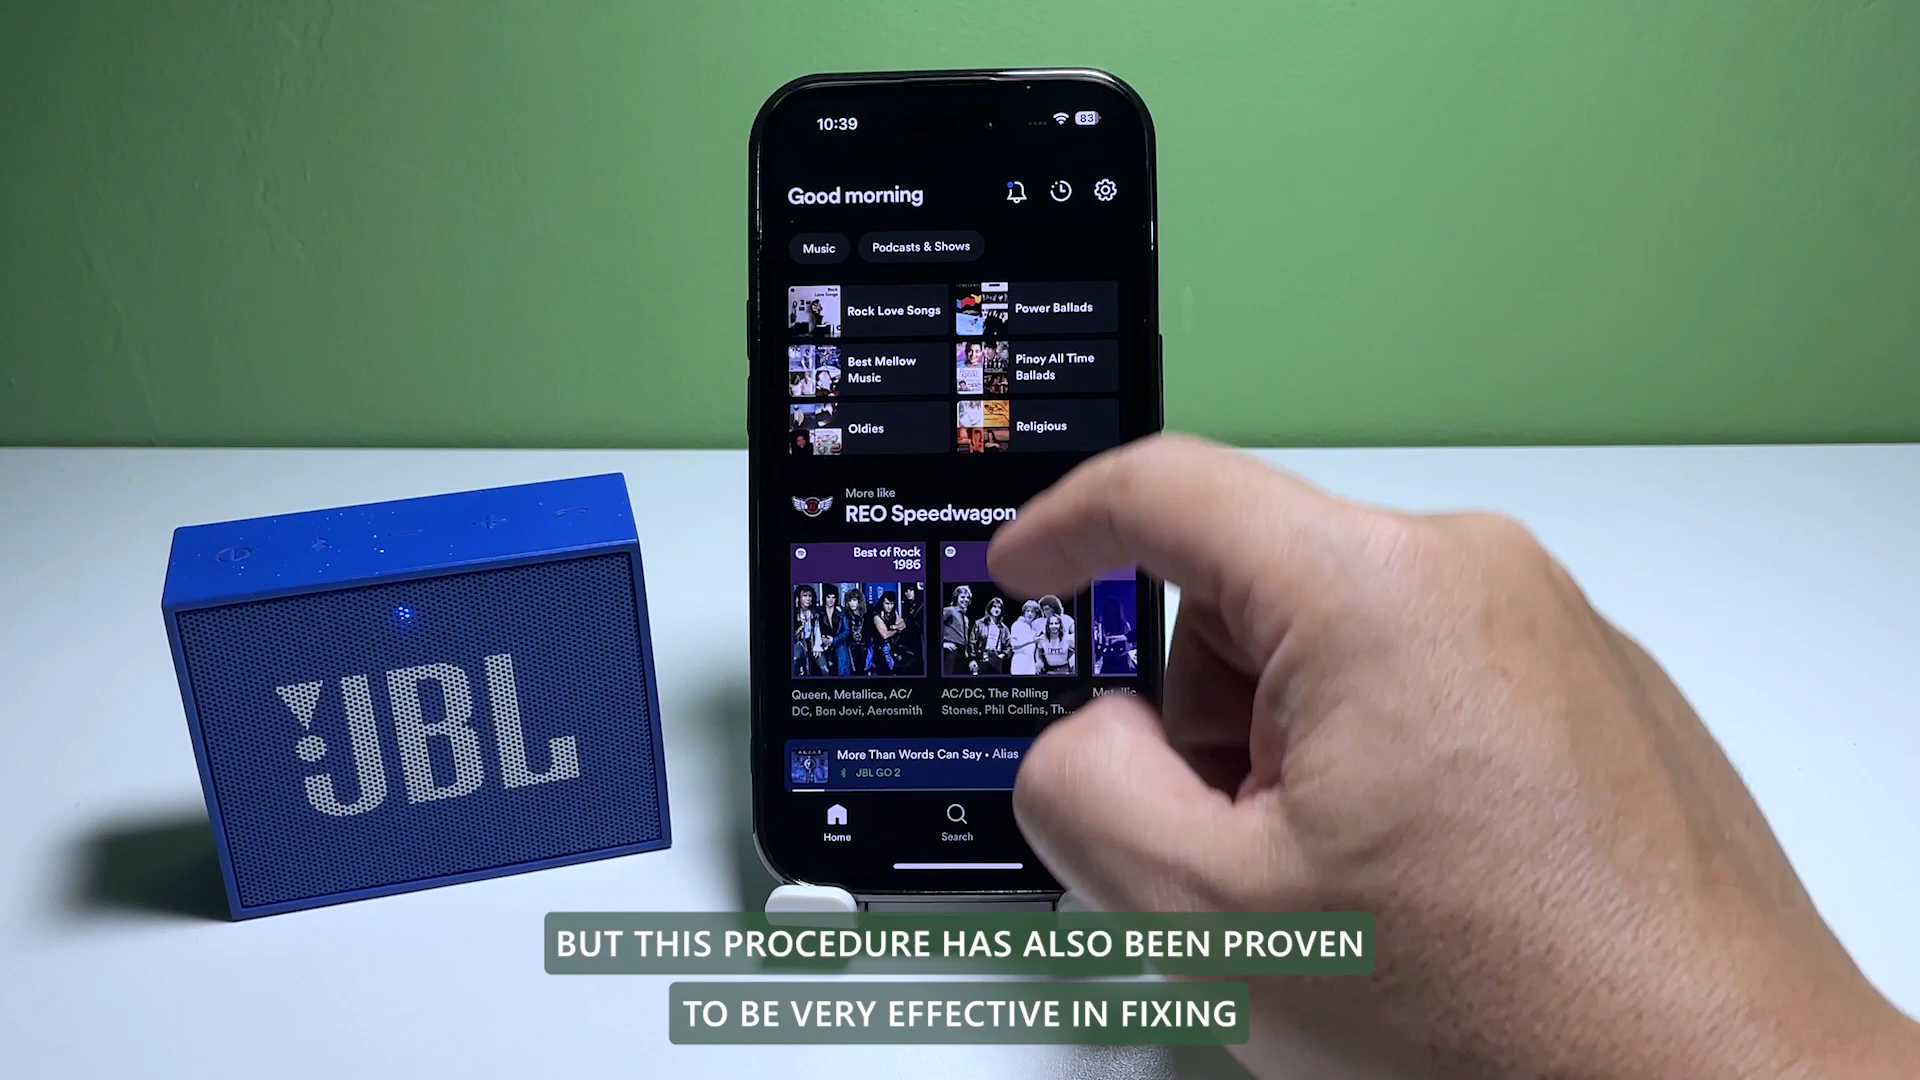 10:39
83
Good morning
Music
Podcasts & Shows
Rock Love Songs
Power Ballads
Best Mellow
Music
Pinoy All Time
Ballads
Oldies
Religious
More like
REO Speedwagon
Best of Rock
1986
Queen, Metallica, AC/
DC, Bon Jovi, Aerosmith
AC/DC, The Rolling
Stones, Phil Collins, Th...
Metallic
More Than Words Can Say • Alias
JBL GO 2
Home
Search
JBL
BUT THIS PROCEDURE HAS ALSO BEEN PROVEN
TO BE VERY EFFECTIVE IN FIXING